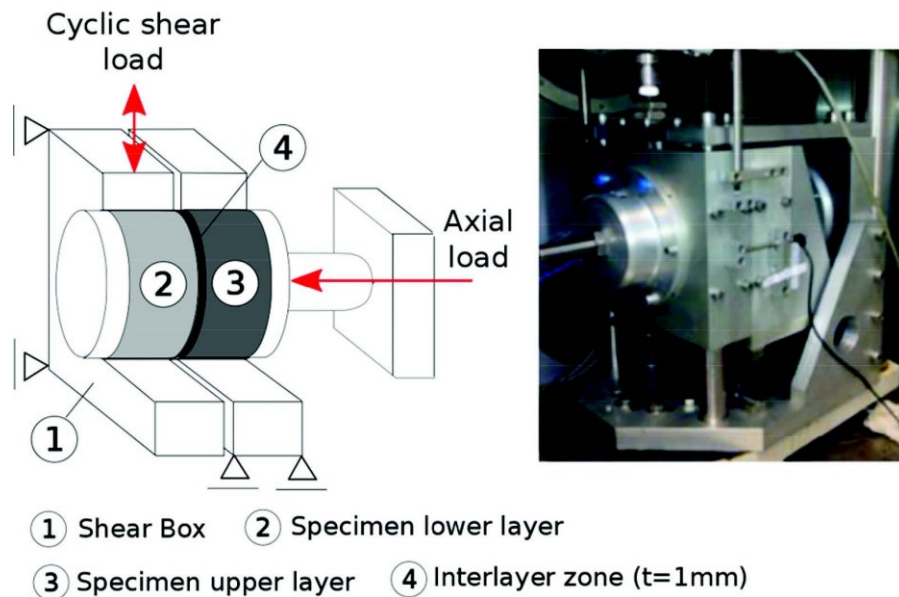 Cyclic shear
load
4
Axial
load
2
3
1
1 Shear Box 2 Specimen lower layer
3 Specimen upper layer 4 Interlayer zone (t=1mm)